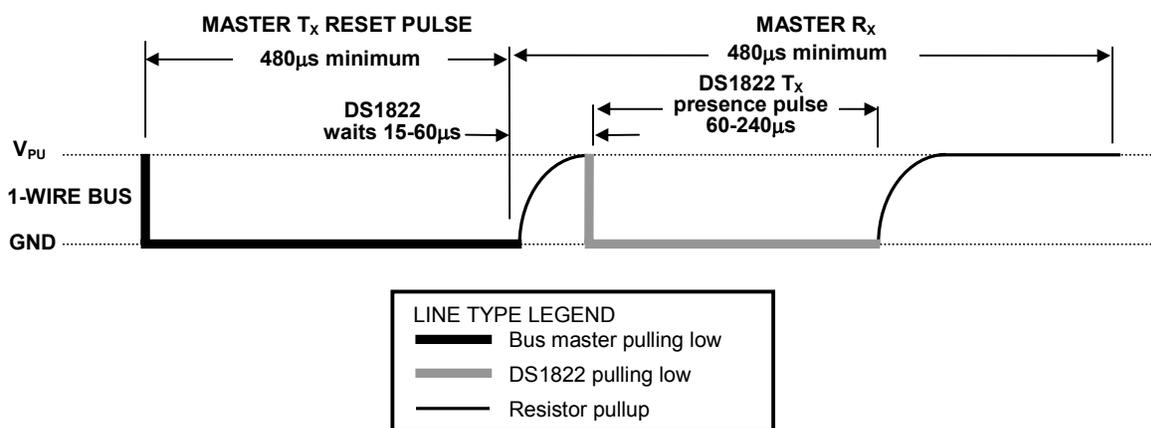 MASTER TX RESET PULSE
480μs minimum
MASTER RX
480μs minimum
DS1822
waits 15-60μs
DS1822 TX
presence pulse
60-240μs
VPU
1-WIRE BUS
GND
LINE TYPE LEGEND
Bus master pulling low
DS1822 pulling low
Resistor pullup